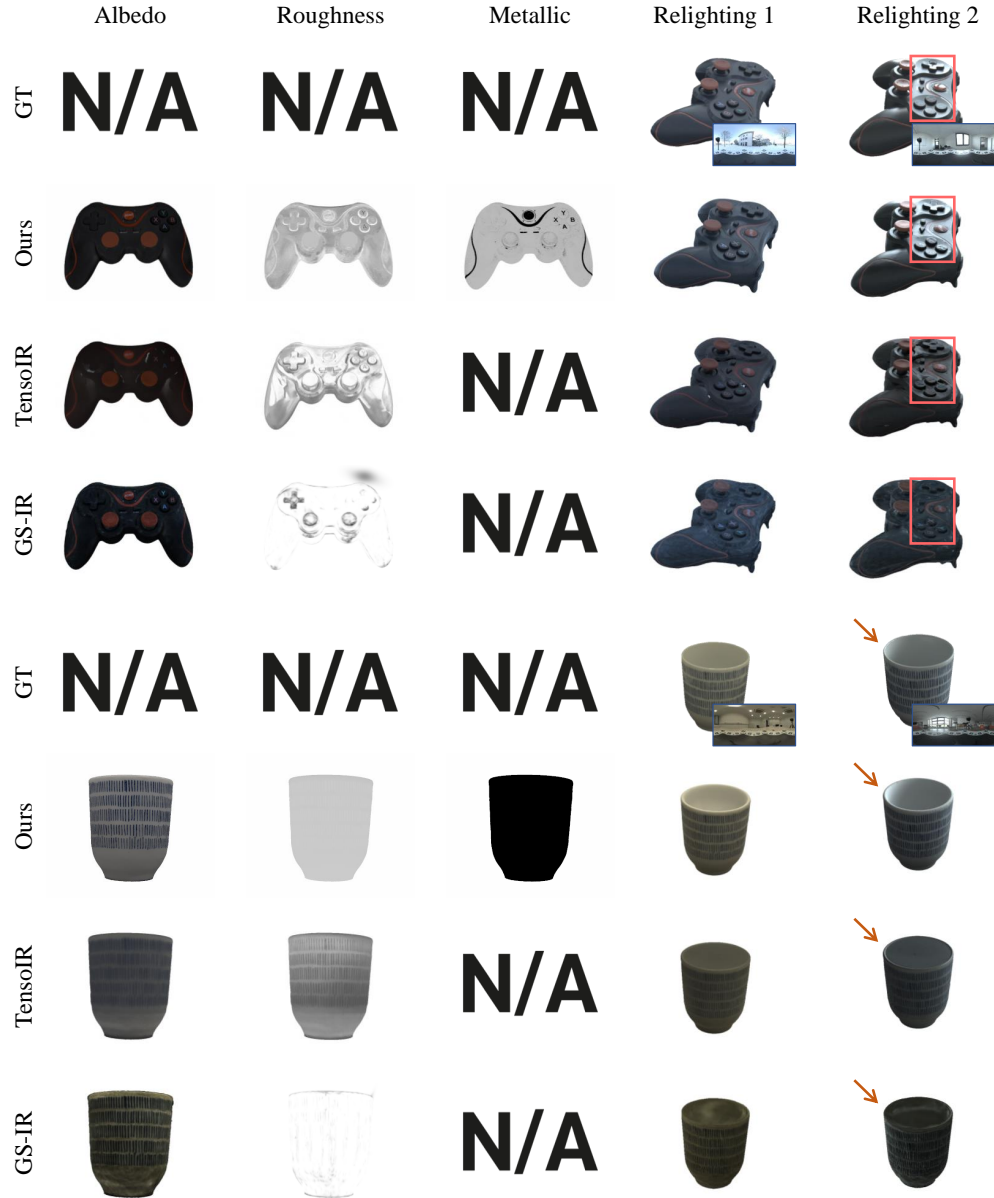 Albedo Roughness Metallic Relighting 1 Relighting 2
GT N/A N/A N/A
Ours
X Y B A
TensoIR N/A
GS-IR N/A
GT N/A N/A N/A
Ours
TensoIR N/A
GS-IR N/A